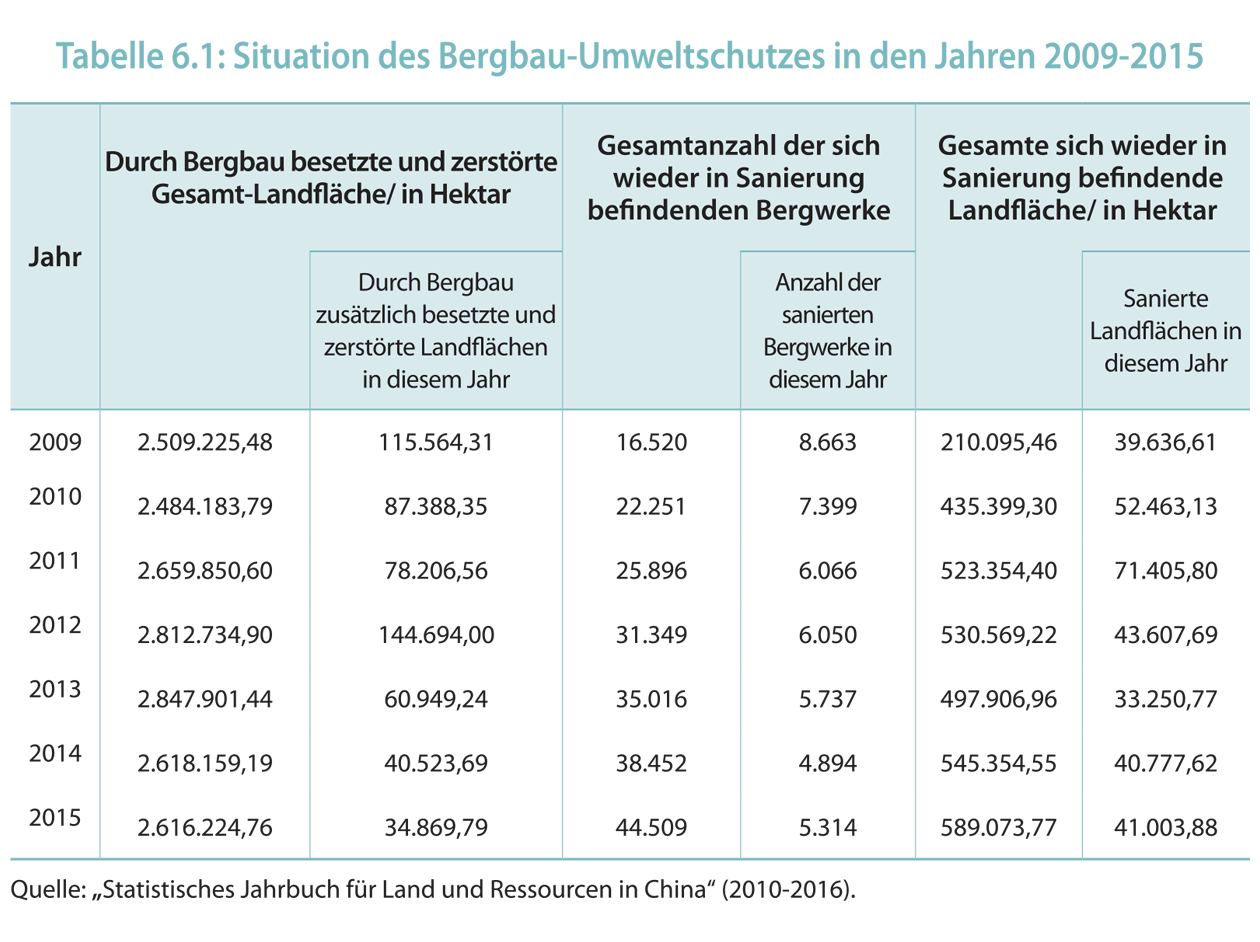 Tabelle 6.1: Situation des Bergbau-Umweltschutzes in den Jahren 2009-2015
Jahr
Durch Bergbau besetzte und zerstörte
Gesamt-Landfläche/ in Hektar
Durch Bergbau
zusätzlich besetzte und
zerstörte Landflächen
in diesem Jahr
Gesamtanzahl der sich
wieder in Sanierung
befindenden Bergwerke
Anzahl der
sanierten
Bergwerke in
diesem Jahr
Gesamte sich wieder in
Sanierung befindende
Landfläche/ in Hektar
Sanierte
Landflächen in
diesem Jahr
2009 2.509.225,48 115.564,31 16.520 8.663 210.095,46 39.636,61
2010 2.484.183,79 87.388,35 22.251 7.399 435.399,30 52.463,13
2011 2.659.850,60 78.206,56 25.896 6.066 523.354,40 71.405,80
2012 2.812.734,90 144.694,00 31.349 6.050 530.569,22 43.607,69
2013 2.847.901,44 60.949,24 35.016 5.737 497.906,96 33.250,77
2014 2.618.159,19 40.523,69 38.452 4.894 545.354,55 40.777,62
2015 2.616.224,76 34.869,79 44.509 5.314 589.073,77 41.003,88
Quelle: „Statistisches Jahrbuch für Land und Ressourcen in China“ (2010-2016).